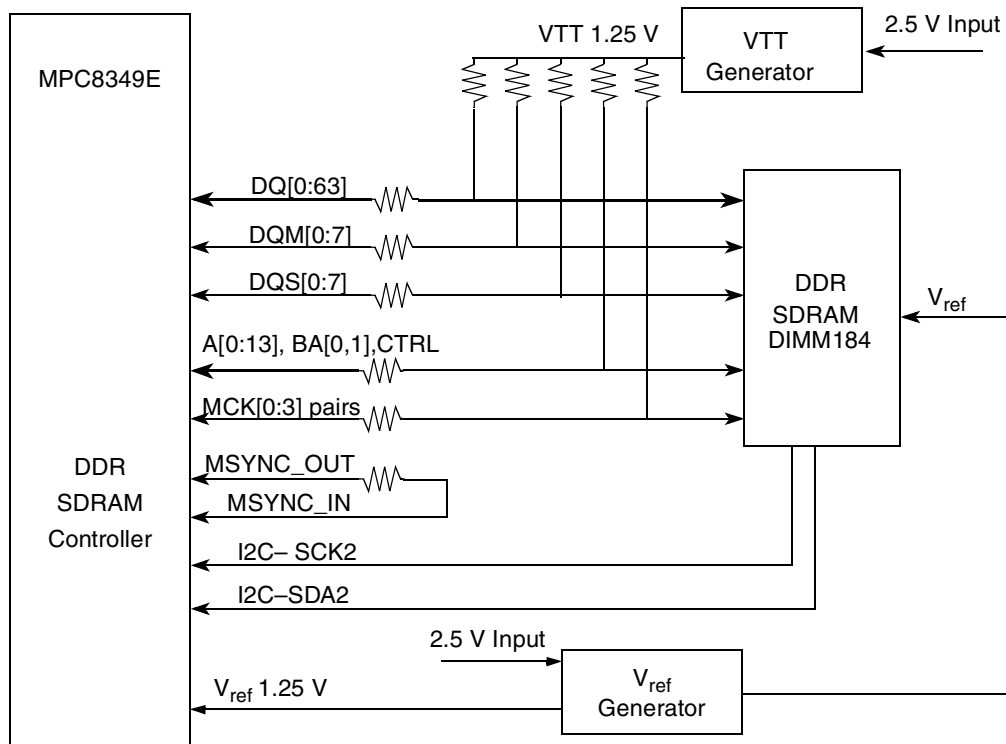 VTT 1.25 V
VTT
Generator
2.5 V Input
MPC8349E
DQ[0:63]
DQM[0:7]
DQS[0:7]
A[0:13], BA[0,1],CTRL
MCK[0:3] pairs
MSYNC_OUT
MSYNC_IN
I2C– SCK2
I2C–SDA2
DDR
SDRAM
Controller
DDR
SDRAM
DIMM184
Vref
2.5 V Input
Vref 1.25 V
Vref
Generator